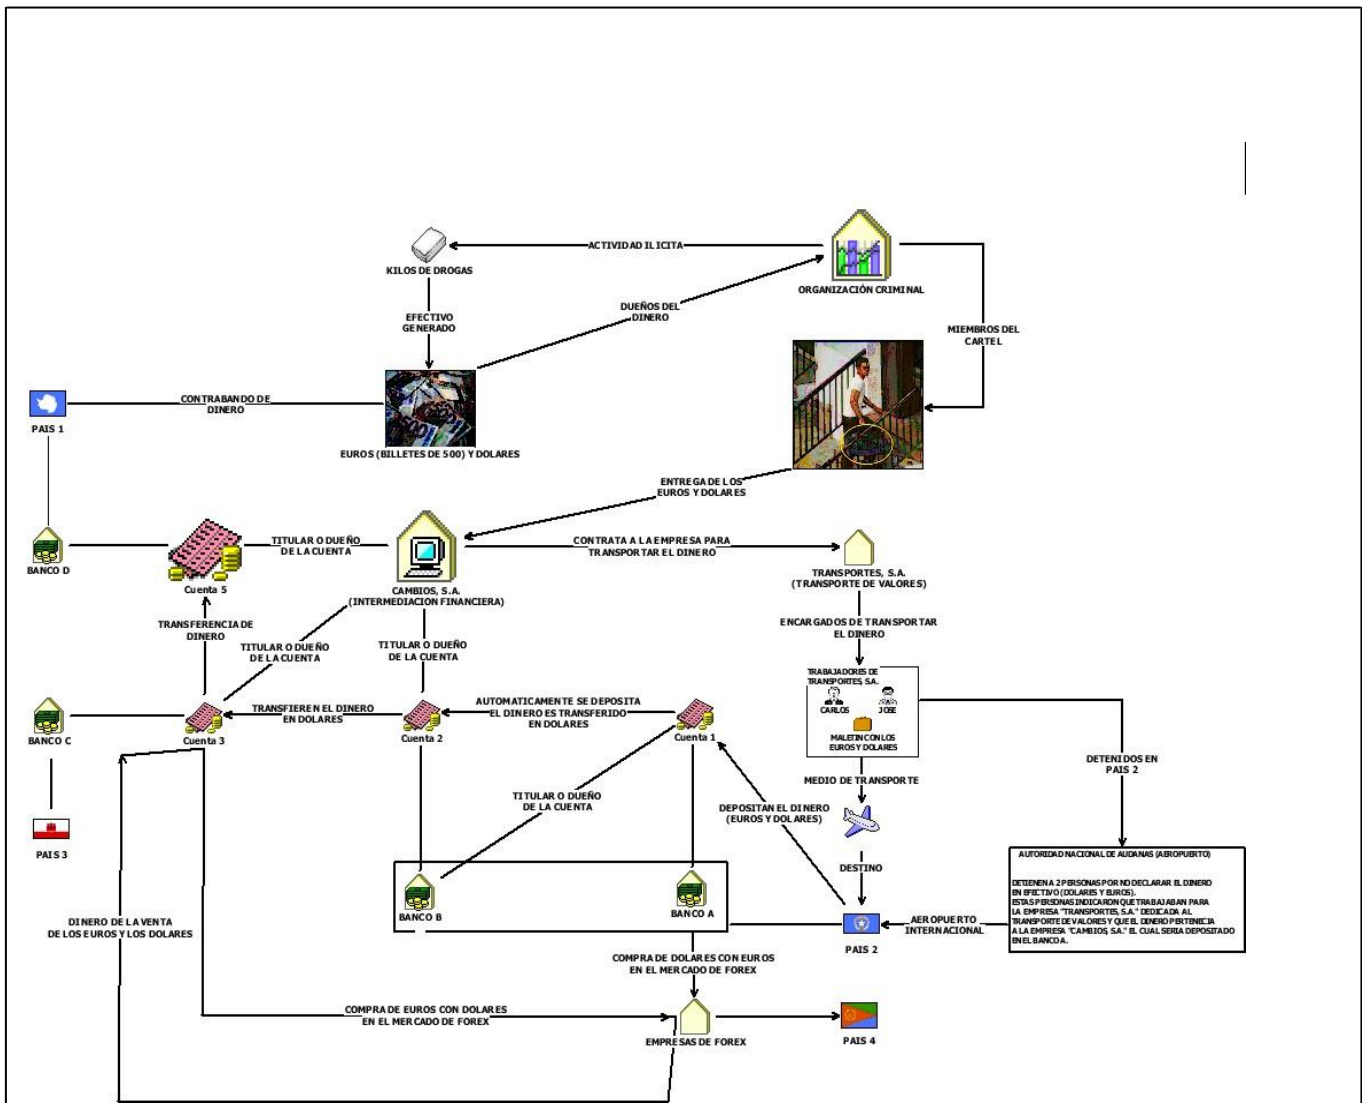 ACTIVIDAD ILICITA
KILOS DE DROGAS
ORGANIZACIÓN CRIMINAL
EFECTIVO
GENERADO
DUEÑOS DEL
DINERO
MIEMBROS DEL
CARTEL
CONTRABANDO DE
DINERO
PAIS 1
EUROS (BILLETES DE 500) Y DOLARES
ENTREGA DE LOS
EUROS Y DOLARES
BANCO D
Cuenta 5
TITULAR O DUEÑO
DE LA CUENTA
CAMBIOS, S.A.
(INTERMEDIACION FINANCIERA)
CONTRATA A LA EMPRESA PARA
TRANSPORTAR EL DINERO
TRANSPORTES, S.A.
(TRANSPORTE DE VALORES)
TRANSFERENCIA DE
DINERO
TITULAR O DUEÑO
DE LA CUENTA
TITULAR O DUEÑO
DE LA CUENTA
ENCARGADOS DE TRANSPORTAR
EL DINERO
TRABAJADORES DE
TRANSPORTES, S.A.
CARLOS
JOSE
MALETIN CON LOS
EUROS Y DOLARES
BANCO C
Cuenta 3
TRANSFIEREN EL DINERO
EN DOLARES
Cuenta 2
AUTOMATICAMENTE SE DEPOSITA
EL DINERO ES TRANSFERIDO
EN DOLARES
Cuenta 1
DETENIDOS EN
PAIS 2
MEDIO DE TRANSPORTE
TITULAR O DUEÑO
DE LA CUENTA
DEPOSITAN EL DINERO
(EUROS Y DOLARES)
PAIS 3
DESTINO
AUTORIDAD NACIONAL DE AUDANAS (AEROPUERTO)
DETIENEN A 2 PERSONAS POR NO DECLARAR EL DINERO
EN EFECTIVO (DOLARES Y EUROS).
ESTAS PERSONAS INDICARON QUE TRABAJABAN PARA
LA EMPRESA "TRANSPORTES, S.A." DEDICADA AL
TRANSPORTE DE VALORES Y QUE EL DINERO PERTENECIA
A LA EMPRESA "CAMBIOS, S.A." EL CUAL SERIA DEPOSITADO
EN EL BANCO A.
BANCO B
BANCO A
DINERO DE LA VENTA
DE LOS EUROS Y LOS DOLARES
AEROPUERTO
INTERNACIONAL
PAIS 2
COMPRA DE DOLARES CON EUROS
EN EL MERCADO DE FOREX
COMPRA DE EUROS CON DOLARES
EN EL MERCADO DE FOREX
EMPRESAS DE FOREX
PAIS 4